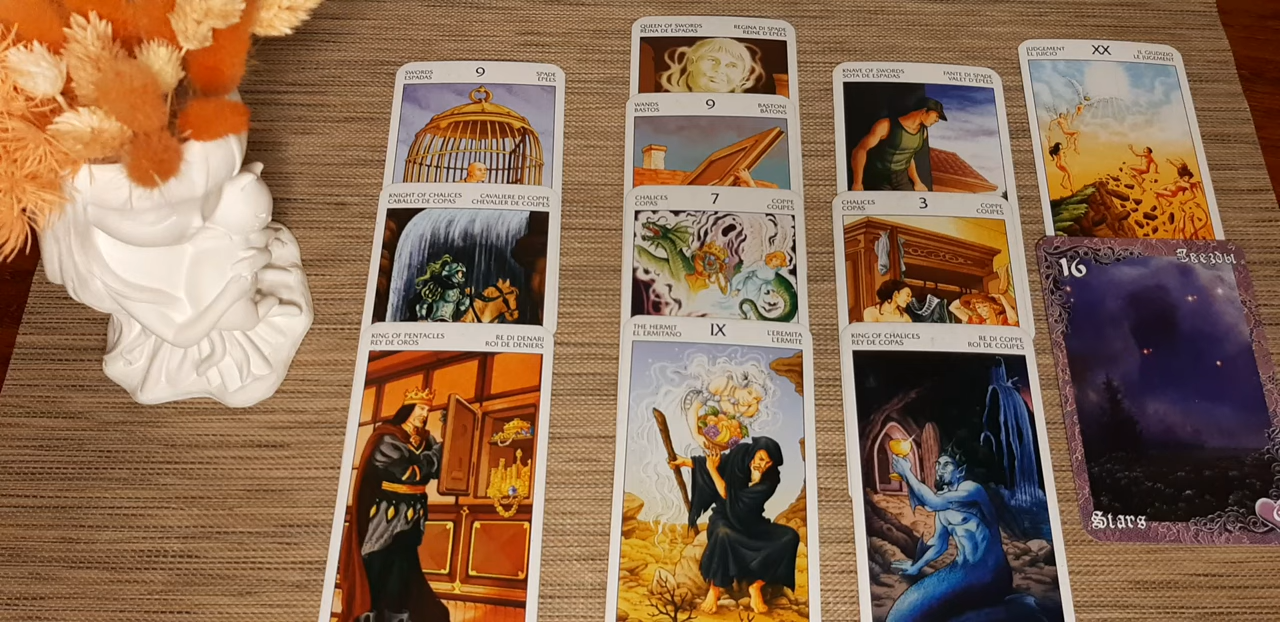 SWORDS 9 SPADE
ESPADAS ÉPÉES
KNIGHT OF CHALICES CAVALIERE DI COPPE
CABALLO DE COPAS CHEVALIER DE COUPES
KING OF PENTACLES RE DI DENARI
REY DE OROS ROI DE DENIERS
QUEEN OF SWORDS REGINA DI SPADE
REINA DE ESPADAS REINE D'ÉPÉES
WANDS 9 BASTONI
BASTOS BÂTONS
CHALICES 7 COPPE
COPAS COUPES
THE HERMIT IX L'EREMITA
EL ERMITAÑO L'ERMITE
KNAVE OF SWORDS FANTE DI SPADE
SOTA DE ESPADAS VALET D'ÉPÉES
CHALICES 3 COPPE
COPAS COUPES
KING OF CHALICES RE DI COPPE
REY DE COPAS ROI DE COUPES
JUDGEMENT XX IL GIUDIZIO
EL JUICIO LE JUGEMENT
16 Звезды
Stars